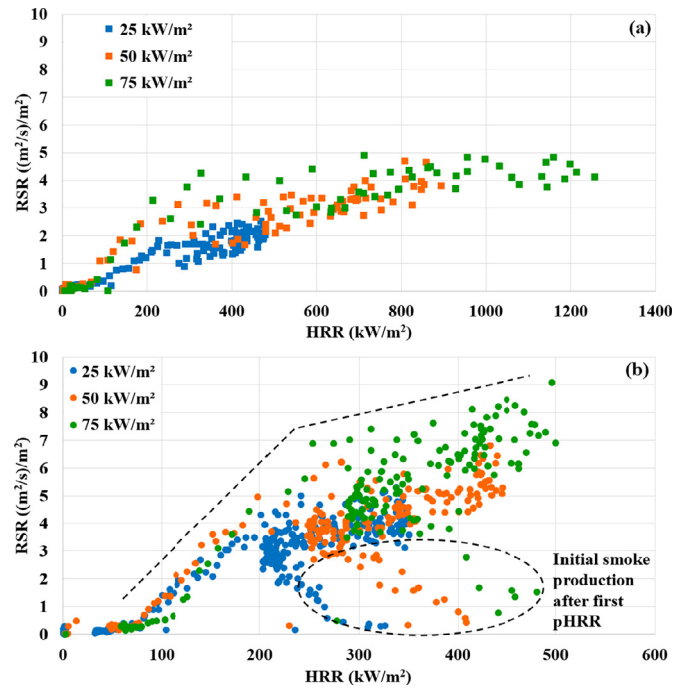 (a)
25 kW/m²
50 kW/m²
75 kW/m²
RSR ((m²/s)/m²)
10
9
8
7
6
5
4
3
2
1
0
0 200 400 600 800 1000 1200 1400
HRR (kW/m²)
(b)
25 kW/m²
50 kW/m²
75 kW/m²
RSR ((m²/s)/m²)
10
9
8
7
6
5
4
3
2
1
0
Initial smoke
production
after first
pHRR
0 100 200 300 400 500 600
HRR (kW/m²)